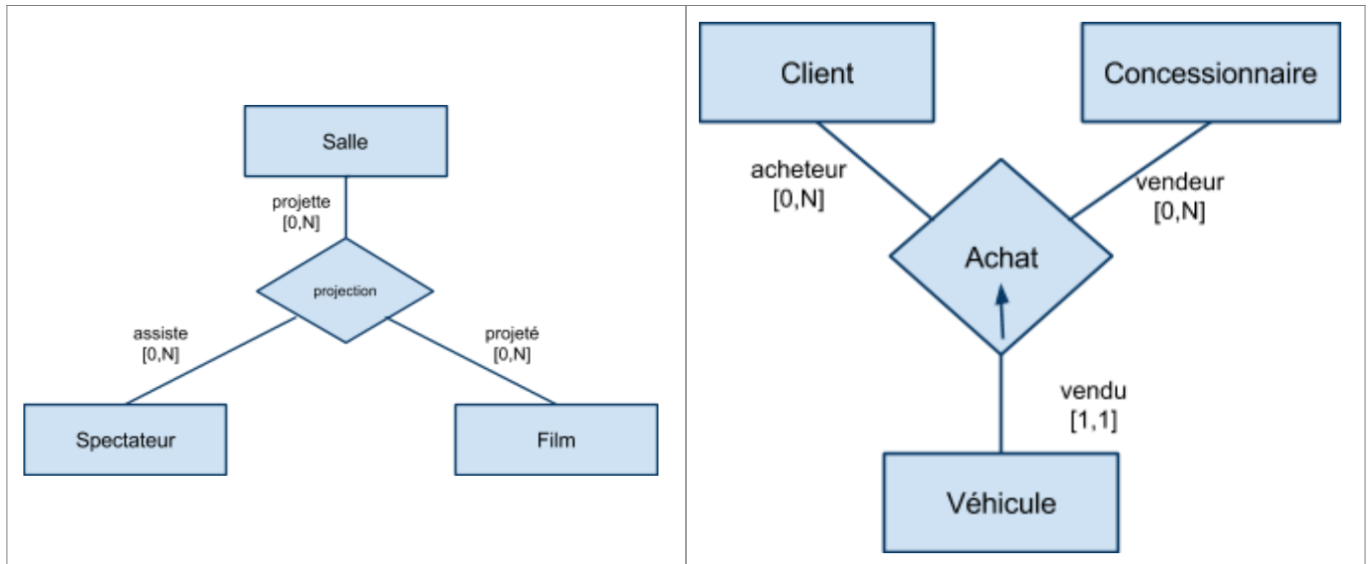 Salle
projette
[0,N]
projection
assiste
[0,N]
projeté
[0,N]
Spectateur
Film
Client
Concessionnaire
acheteur
[0,N]
vendeur
[0,N]
Achat
vendu
[1,1]
Véhicule